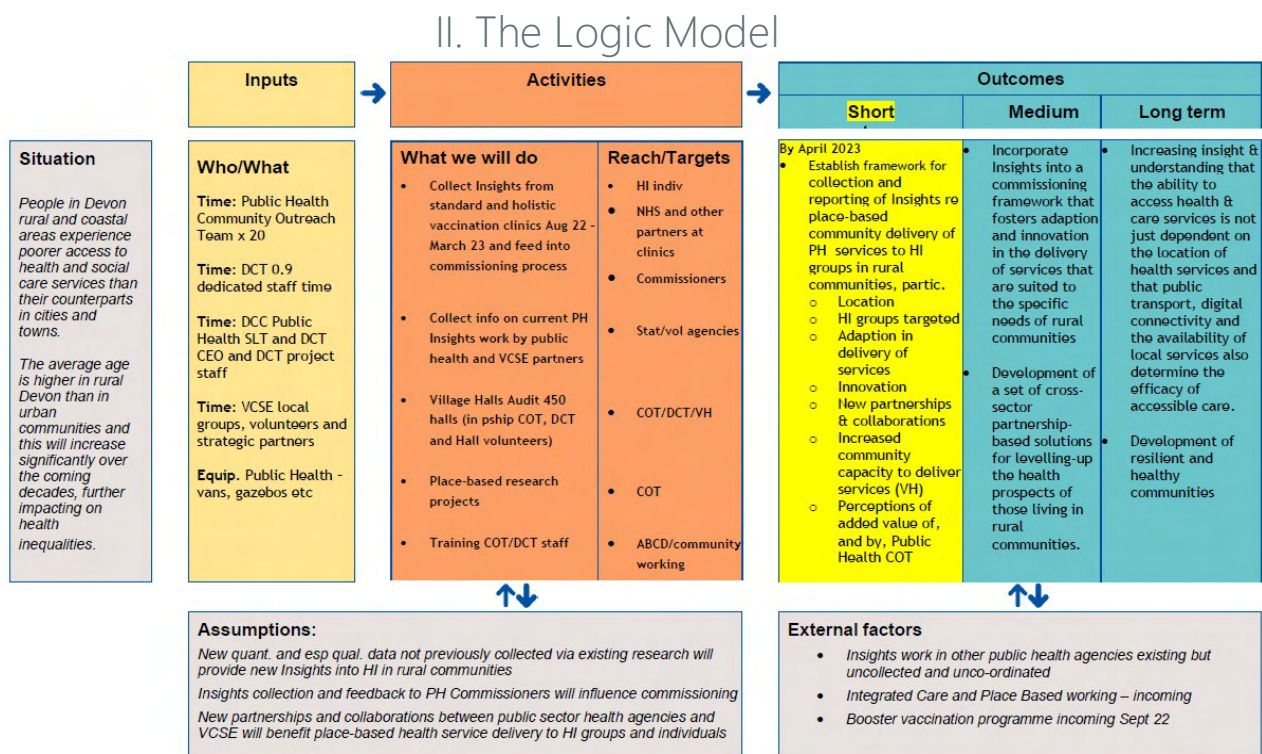 II. The Logic Model
Inputs
Activities
Outcomes
Short
Medium
Long term
Situation
People in Devon
rural and coastal
areas experience
poorer access to
health and social
care services than
their counterparts
in cities and
towns.
The average age
is higher in rural
Devon than in
urban
communities and
this will increase
significantly over
the coming
decades, further
impacting on
health
inequalities.
Who/What
Time: Public Health
Community Outreach
Team x 20
Time: DCT 0.9
dedicated staff time
Time: DCC Public
Health SLT and DCT
CEO and DCT project
staff
Time: VCSE local
groups, volunteers and
strategic partners
Equip. Public Health -
vans, gazebos etc
What we will do
• Collect Insights from
standard and holistic
vaccination clinics Aug 22 -
March 23 and feed into
commissioning process
• Collect info on current PH
Insights work by public
health and VCSE partners
• Village Halls Audit 450
halls (in pship COT, DCT
and Hall volunteers)
• Place-based research
projects
• Training COT/DCT staff
Reach/Targets
• HI indiv
• NHS and other
partners at
clinics
• Commissioners
• Stat/vol agencies
• COT/DCT/VH
• COT
• ABCD/community
working
By April 2023
• Establish framework for
collection and
reporting of Insights re
place-based
community delivery of
PH services to HI
groups in rural
communities, partic.
o Location
o HI groups targeted
o Adaption in
delivery of
services
o Innovation
o New partnerships
& collaborations
o Increased
community
capacity to deliver
services (VH)
o Perceptions of
added value of,
and by, Public
Health COT
• Incorporate
Insights into a
commissioning
framework that
fosters adaption
and innovation
in the delivery
of services that
are suited to
the specific
needs of rural
communities
• Development of
a set of cross-
sector
partnership-
based solutions
for levelling-up
the health
prospects of
those living in
rural
communities.
• Increasing insight &
understanding that
the ability to
access health &
care services is not
just dependent on
the location of
health services and
that public
transport, digital
connectivity and
the availability of
local services also
determine the
efficacy of
accessible care.
• Development of
resilient and
healthy
communities
Assumptions:
New quant. and esp qual. data not previously collected via existing research will
provide new Insights into HI in rural communities
Insights collection and feedback to PH Commissioners will influence commissioning
New partnerships and collaborations between public sector health agencies and
VCSE will benefit place-based health service delivery to HI groups and individuals
External factors
• Insights work in other public health agencies existing but
uncollected and unco-ordinated
• Integrated Care and Place Based working – incoming
• Booster vaccination programme incoming Sept 22